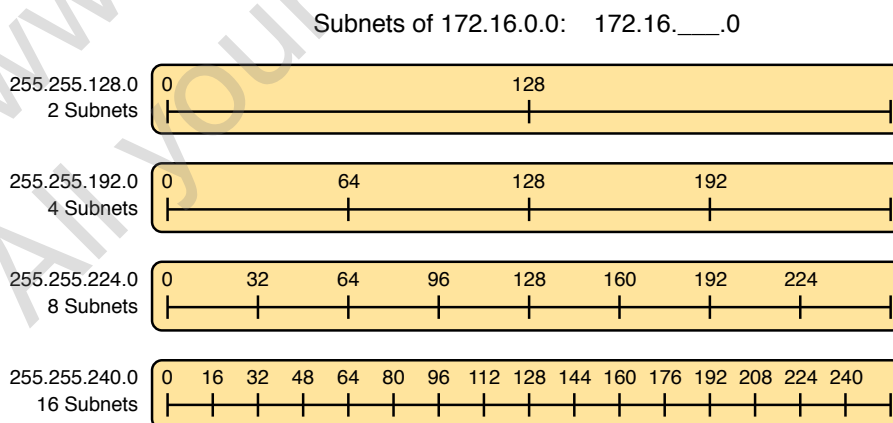 Subnets of 172.16.0.0: 172.16.___.0
255.255.128.0 0 128
2 Subnets
255.255.192.0 0 64 128 192
4 Subnets
255.255.224.0 0 32 64 96 128 160 192 224
8 Subnets
255.255.240.0 0 16 32 48 64 80 96 112 128 144 160 176 192 208 224 240
16 Subnets
All your